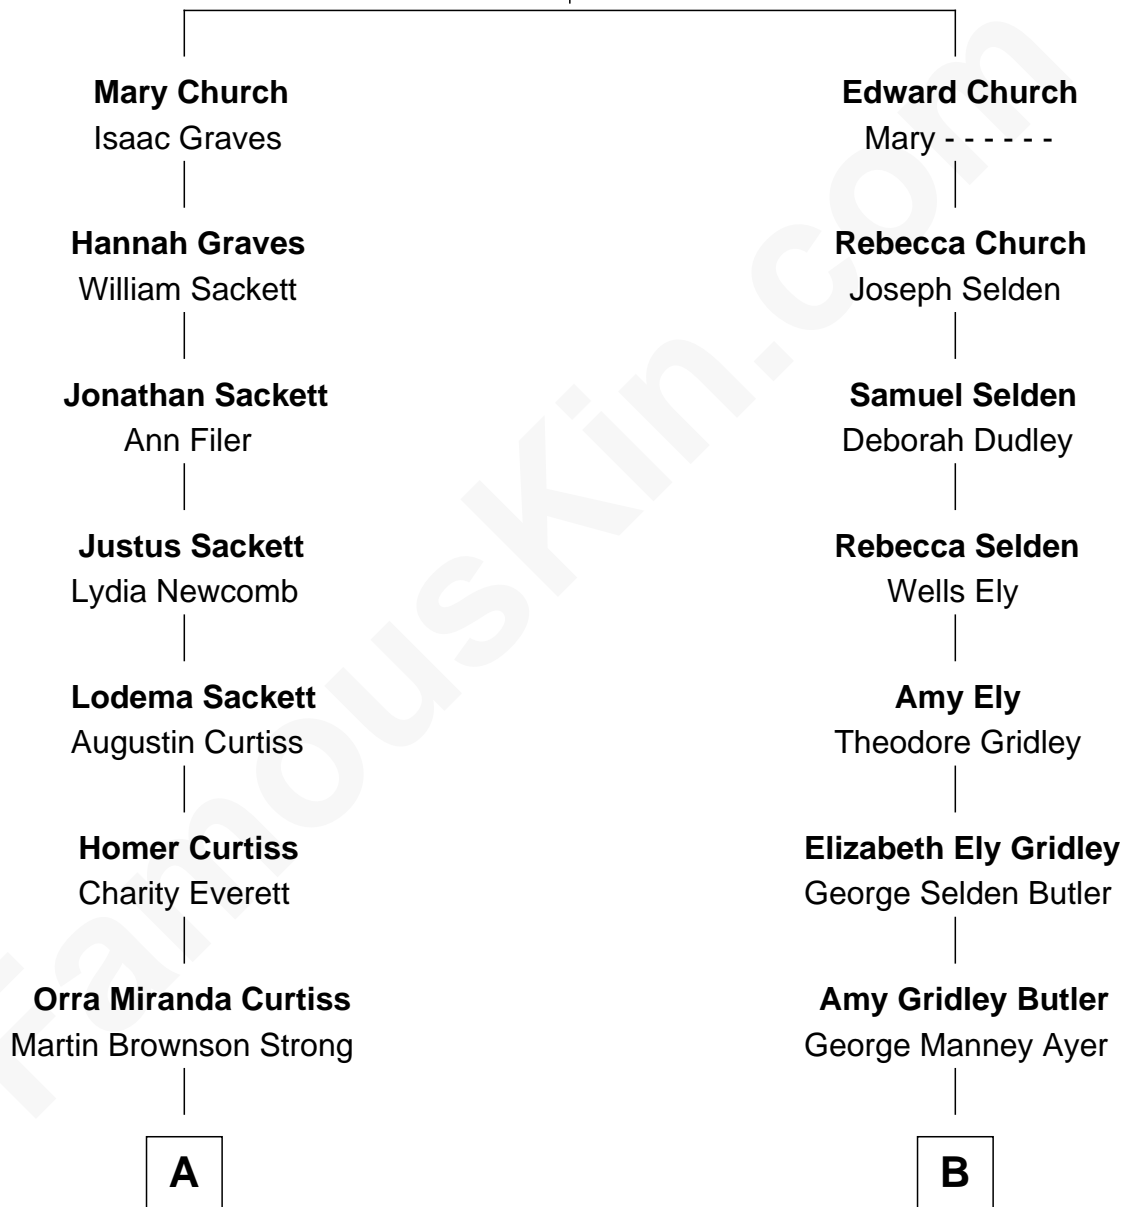 Mary Church
Isaac Graves
Hannah Graves
William Sackett
Jonathan Sackett
Ann Filer
Justus Sackett
Lydia Newcomb
Lodema Sackett
Augustin Curtiss
Homer Curtiss
Charity Everett
Orra Miranda Curtiss
Martin Brownson Strong
A
Edward Church
Mary - - - - - -
Rebecca Church
Joseph Selden
Samuel Selden
Deborah Dudley
Rebecca Selden
Wells Ely
Amy Ely
Theodore Gridley
Elizabeth Ely Gridley
George Selden Butler
Amy Gridley Butler
George Manney Ayer
B
FamousKin.com